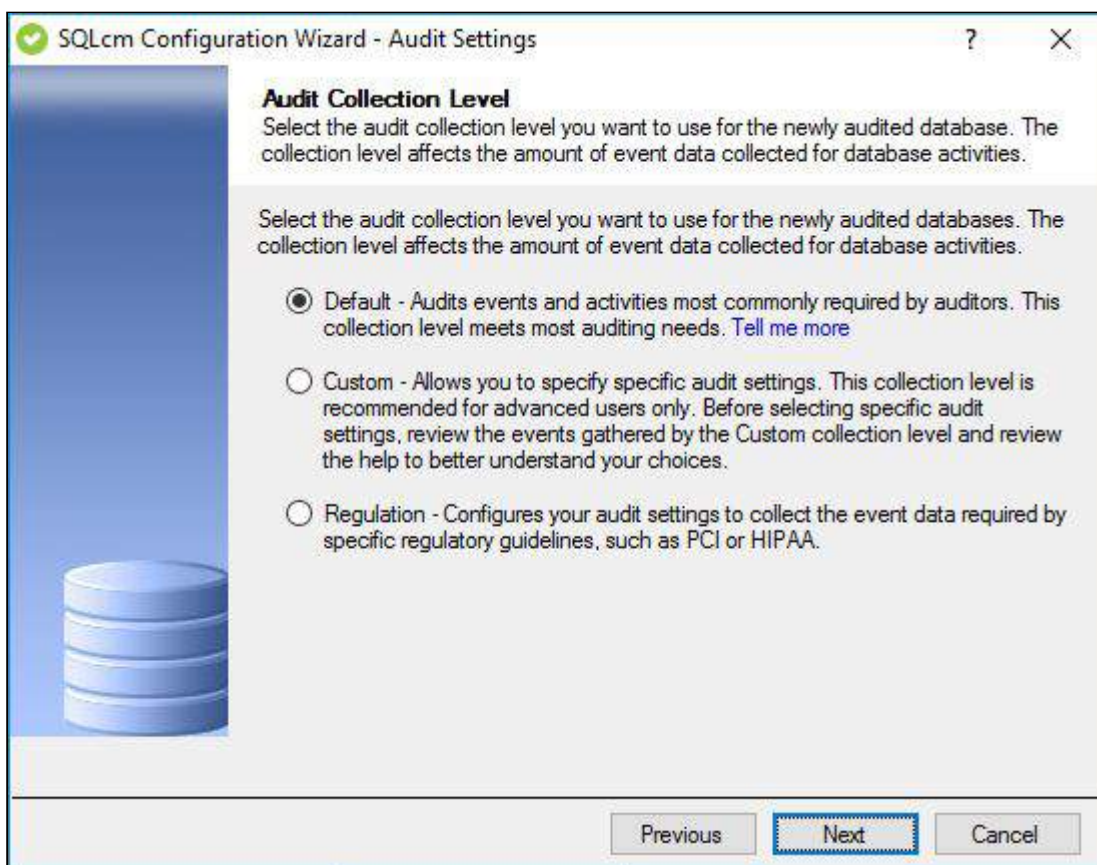 SQLcm Configuration Wizard - Audit Settings
?
Audit Collection Level
Select the audit collection level you want to use for the newly audited database. The
collection level affects the amount of event data collected for database activities.
Select the audit collection level you want to use for the newly audited databases. The
collection level affects the amount of event data collected for database activities.
Default - Audits events and activities most commonly required by auditors. This
collection level meets most auditing needs. Tell me more
Custom - Allows you to specify specific audit settings. This collection level is
recommended for advanced users only. Before selecting specific audit
settings, review the events gathered by the Custom collection level and review
the help to better understand your choices.
Regulation - Configures your audit settings to collect the event data required by
specific regulatory guidelines, such as PCI or HIPAA.
Previous Next Cancel